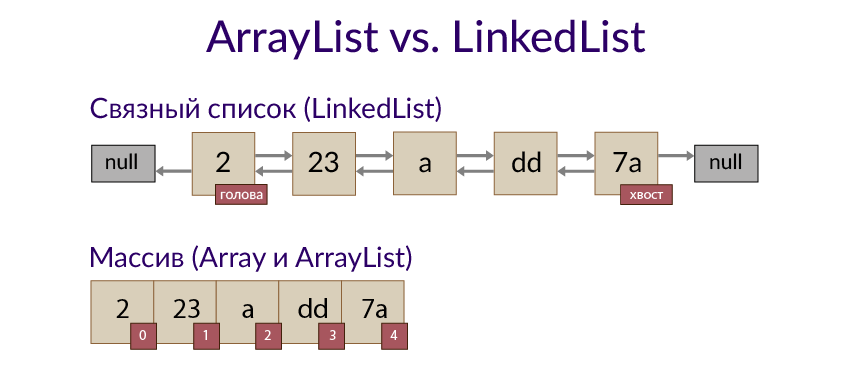 ArrayList vs. LinkedList
Связный список (LinkedList)
null 2 23 a dd 7a null
голова хвост
Массив (Array и ArrayList)
2 23 a dd 7a
0 1 2 3 4